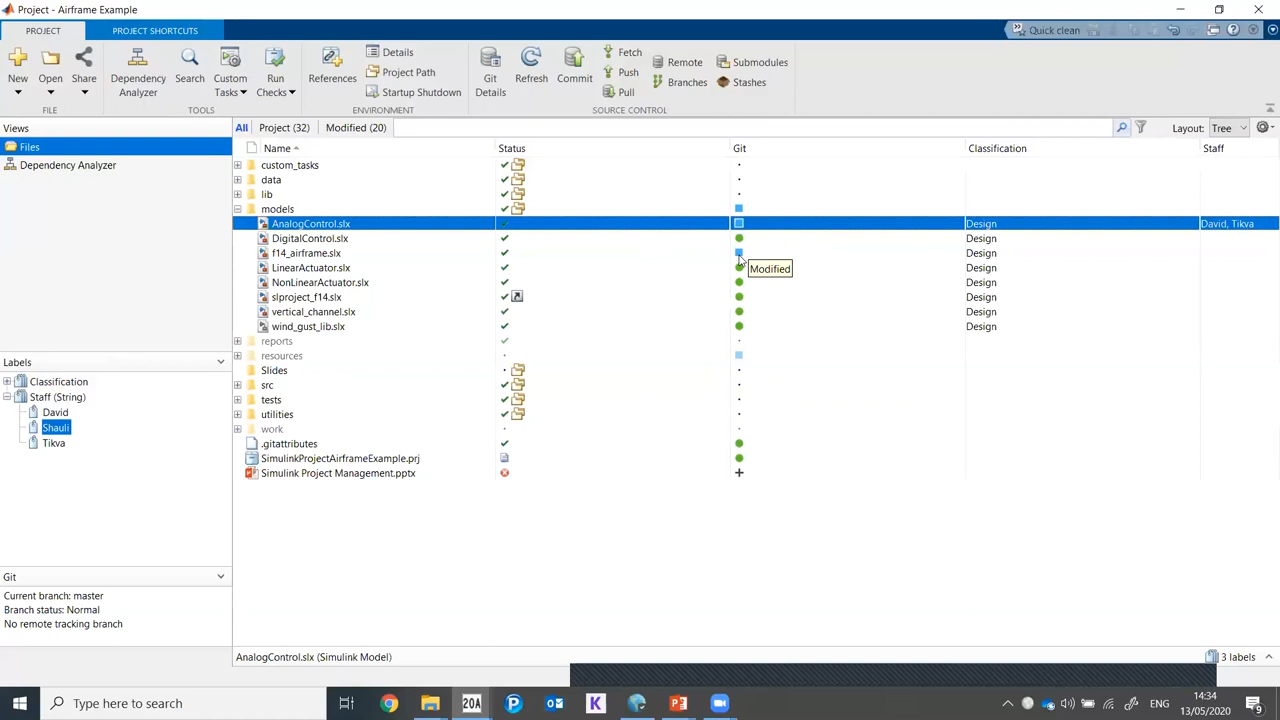 Project - Airframe Example
PROJECT PROJECT SHORTCUTS Quick clean
New Open Share Dependency Analyzer Search Custom Tasks Run Checks References Details Project Path Startup Shutdown Git Details Refresh Commit Fetch Push Pull Remote Branches Submodules Stashes
FILE TOOLS ENVIRONMENT SOURCE CONTROL
Views All Project (32) Modified (20) Layout: Tree
Files Name Status Git Classification Staff
Dependency Analyzer custom_tasks
data
lib
models
AnalogControl.slx Design David, Tikva
DigitalControl.slx Design
f14_airframe.slx Design
LinearActuator.slx Modified Design
NonLinearActuator.slx Design
slproject_f14.slx Design
vertical_channel.slx Design
wind_gust_lib.slx Design
reports
resources
Labels Slides
Classification src
Staff (String) tests
David utilities
Shauli work
Tikva .gitattributes
SimulinkProjectAirframeExample.prj
Simulink Project Management.pptx
Git
Current branch: master
Branch status: Normal
No remote tracking branch
AnalogControl.slx (Simulink Model) 3 labels
Type here to search 20A P K ENG 14:34
13/05/2020 9